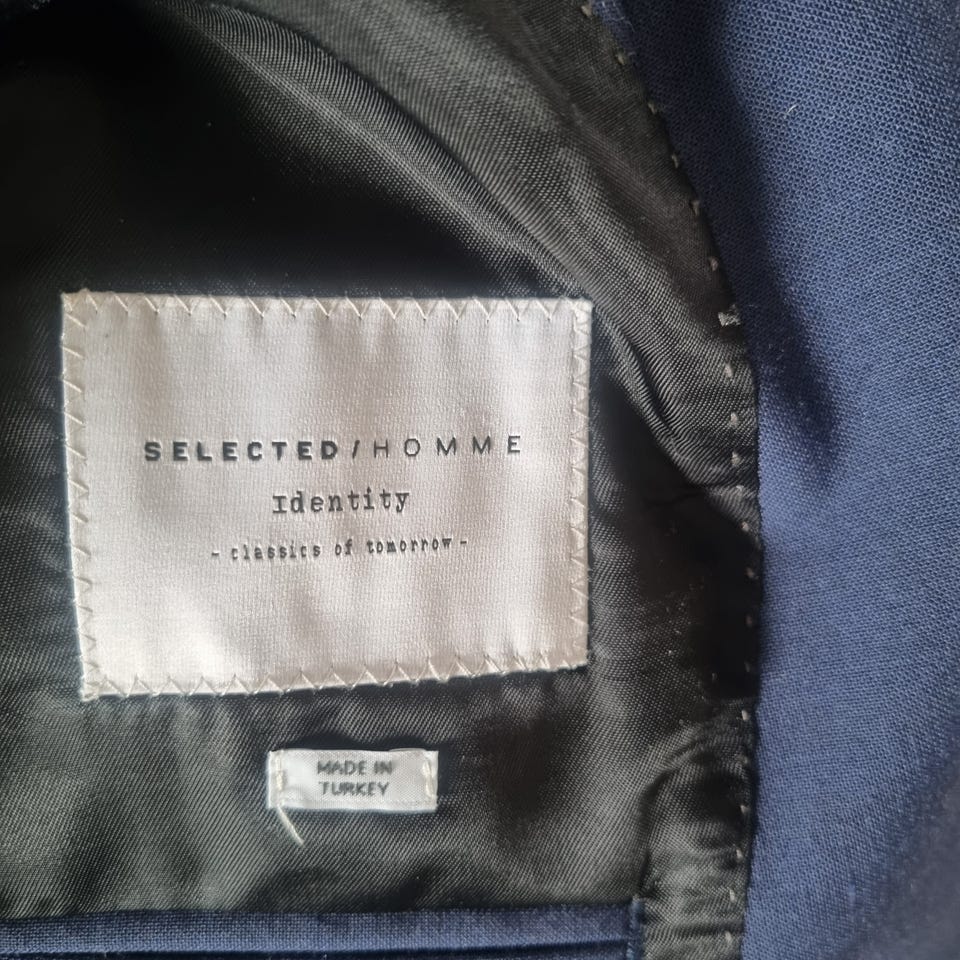 SELECTED/HOMME
Identity
- classics of tomorrow -
MADE IN
TURKEY